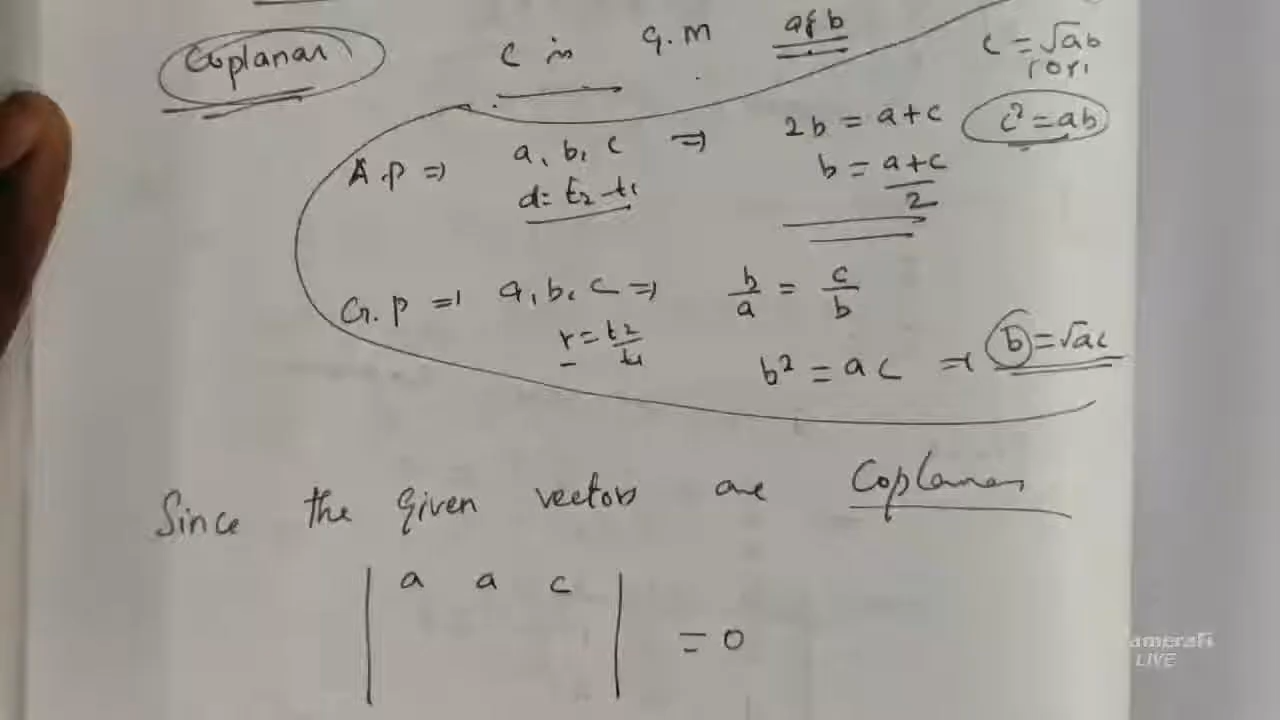 Coplanar c is G.M a & b c = √ab
c² = ab
A.P ⇒ a, b, c ⇒ 2b = a+c
d = t₂ - t₁ b = a+c/2
G.P ⇒ a, b, c ⇒ b/a = c/b
r = t₂/t₁
b² = ac ⇒ b = √ac
Since the given vectors are Coplanar
| a a c | = 0
LIVE